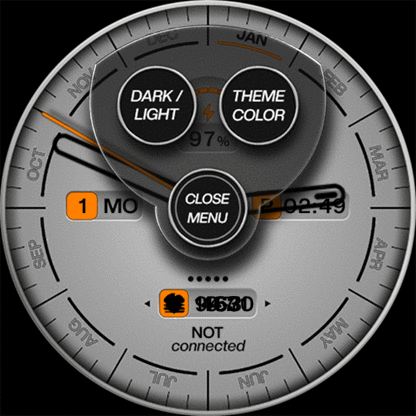 DEC
JAN
NOV
FEB
DARK /
LIGHT
THEME
COLOR
97%
OCT
MAR
CLOSE
MENU
1 MO
02:49
SEP
APR
NOT
connected
AUG
MAY
JUL
JUN